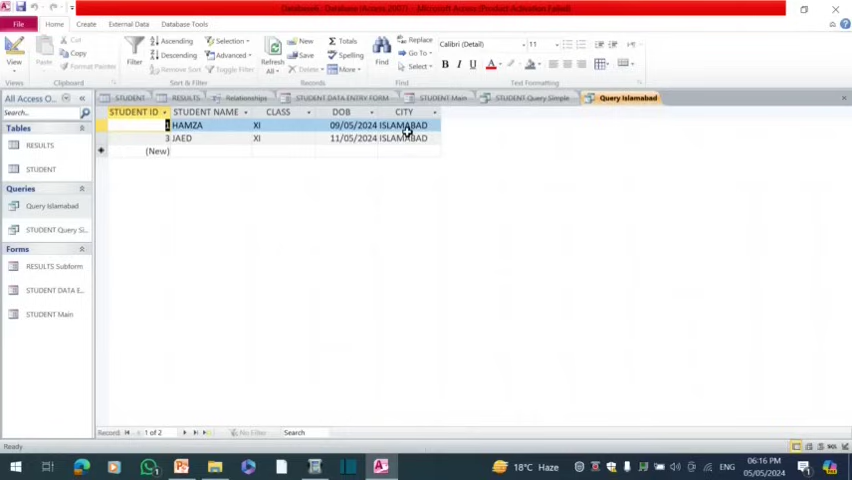 Database6 : Database (Access 2007) - Microsoft Access (Product Activation Failed)
File Home Create External Data Database Tools
View Paste Cut Copy Format Painter Filter Ascending Descending Remove Sort Selection Advanced Toggle Filter Refresh All New Save Delete Totals Spelling More Find Replace Go To Select Calibri (Detail) 11 B I U A
Views Clipboard Sort & Filter Records Find Text Formatting
All Access O... STUDENT RESULTS Relationships STUDENT DATA ENTRY FORM STUDENT Main STUDENT Query Simple Query Islamabad
Search...
Tables
RESULTS
STUDENT
Queries
Query Islamabad
STUDENT Query Si...
Forms
RESULTS Subform
STUDENT DATA E...
STUDENT Main
STUDENT ID STUDENT NAME CLASS DOB CITY
1 HAMZA XI 09/05/2024 ISLAMABAD
3 JAED XI 11/05/2024 ISLAMABAD
(New)
Record: 1 of 2 No Filter Search
Ready
18°C Haze ENG 06:16 PM
05/05/2024